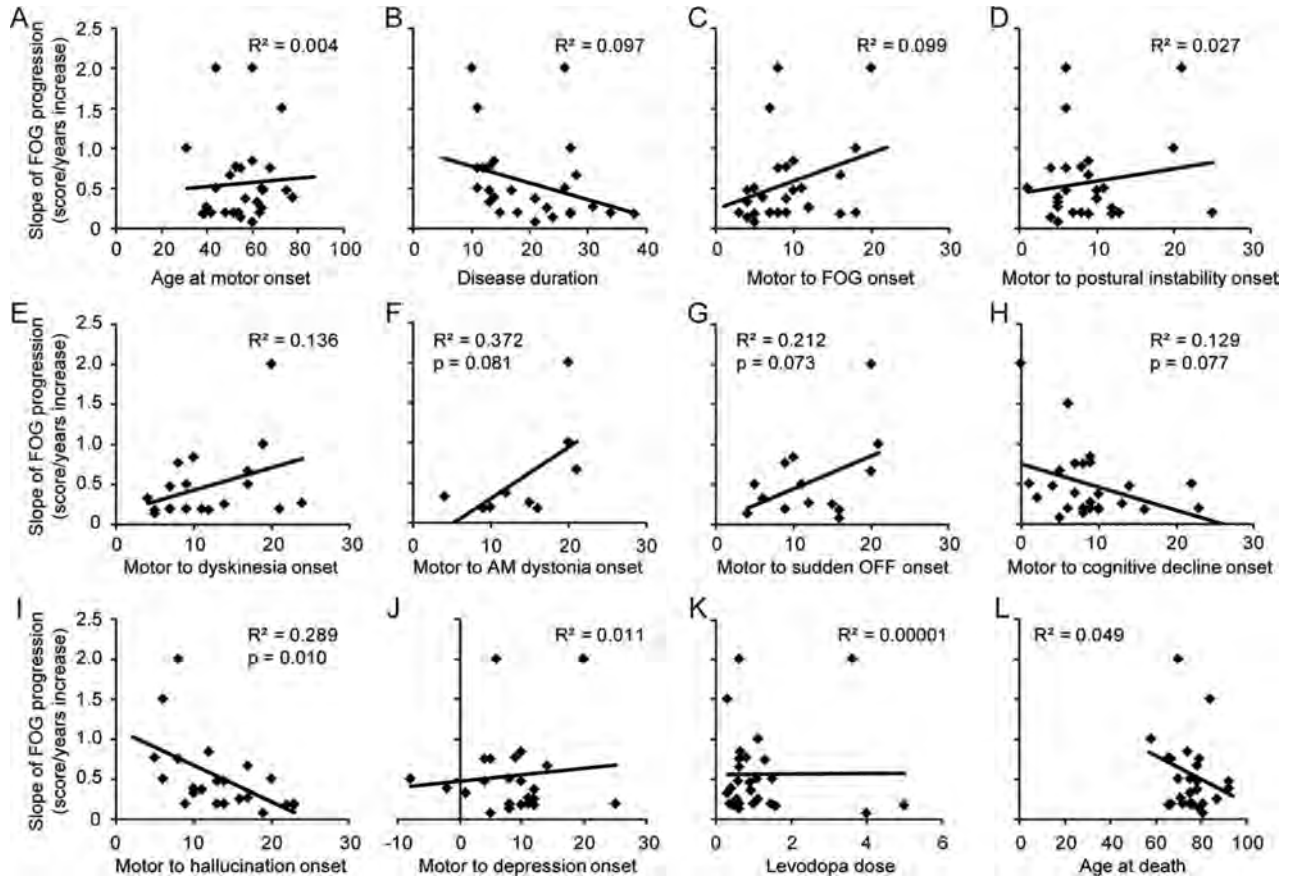 A B C D
2.5 R² = 0.004 R² = 0.097 R² = 0.099 R² = 0.027
2.0
1.5
1.0
0.5
0
Slope of FOG progression
(score/years increase)
0 20 40 60 80 100 0 10 20 30 40 0 10 20 30 0 10 20 30
Age at motor onset Disease duration Motor to FOG onset Motor to postural instability onset
E F G H
2.5 R² = 0.136 R² = 0.372 R² = 0.212 R² = 0.129
p = 0.081 p = 0.073 p = 0.077
2.0
1.5
1.0
0.5
0
Slope of FOG progression
(score/years increase)
0 10 20 30 0 10 20 30 0 10 20 30 0 10 20 30
Motor to dyskinesia onset Motor to AM dystonia onset Motor to sudden OFF onset Motor to cognitive decline onset
I J K L
2.5 R² = 0.289 R² = 0.011 R² = 0.00001 R² = 0.049
p = 0.010
2.0
1.5
1.0
0.5
0
Slope of FOG progression
(score/years increase)
0 10 20 30 -10 0 10 20 30 0 2 4 6 0 20 40 60 80 100
Motor to hallucination onset Motor to depression onset Levodopa dose Age at death